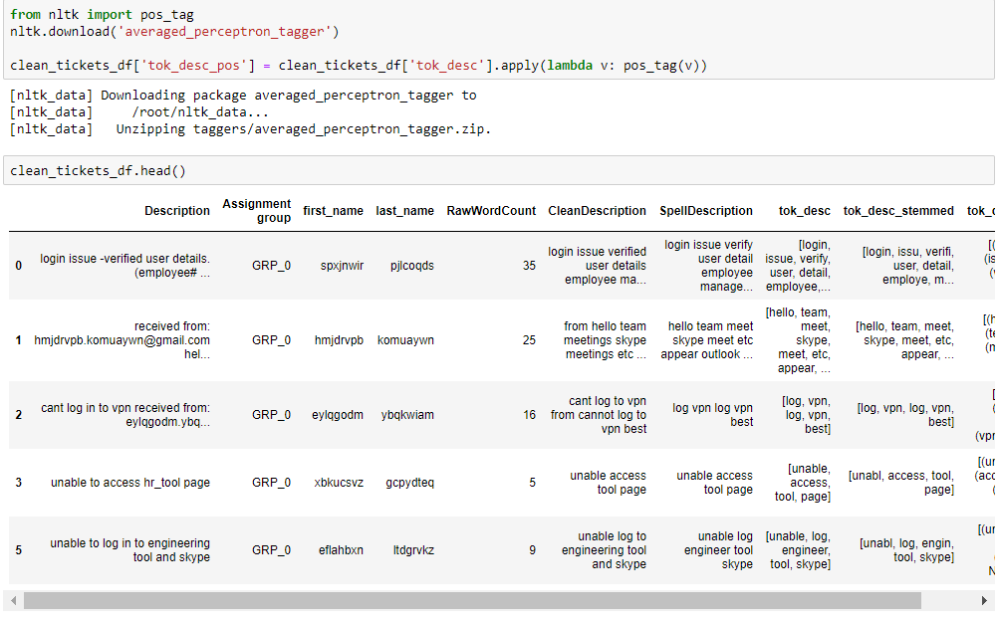 from nltk import pos_tag
nltk.download('averaged_perceptron_tagger')
clean_tickets_df['tok_desc_pos'] = clean_tickets_df['tok_desc'].apply(lambda v: pos_tag(v))
[nltk_data] Downloading package averaged_perceptron_tagger to
[nltk_data]     /root/nltk_data...
[nltk_data]   Unzipping taggers/averaged_perceptron_tagger.zip.
clean_tickets_df.head()
Description Assignment group first_name last_name RawWordCount CleanDescription SpellDescription tok_desc tok_desc_stemmed
0 login issue -verified user details. (employee# ... GRP_0 spxjnwir pjlcoqds 35 login issue verified user details employee ma... login issue verify user detail employee manage... [login, issue, verify, user, detail, employee,... [login, issu, verifi, user, detail, employe, m...
1 received from: hmjdrvpb.komuaywn@gmail.com hel... GRP_0 hmjdrvpb komuaywn 25 from hello team meetings skype meetings etc ... hello team meet skype meet etc appear outlook ... [hello, team, meet, skype, meet, etc, appear, ... [hello, team, meet, skype, meet, etc, appear, ...
2 cant log in to vpn received from: eylqgodm.ybq... GRP_0 eylqgodm ybqkwiam 16 cant log to vpn from cannot log to vpn best log vpn log vpn best [log, vpn, log, vpn, best] [log, vpn, log, vpn, best]
3 unable to access hr_tool page GRP_0 xbkucsvz gcpydteq 5 unable access tool page unable access tool page [unable, access, tool, page] [unabl, access, tool, page]
5 unable to log in to engineering tool and skype GRP_0 eflahbxn ltdgrvkz 9 unable log to engineering tool and skype unable log engineer tool skype [unable, log, engineer, tool, skype] [unabl, log, engin, tool, skype]